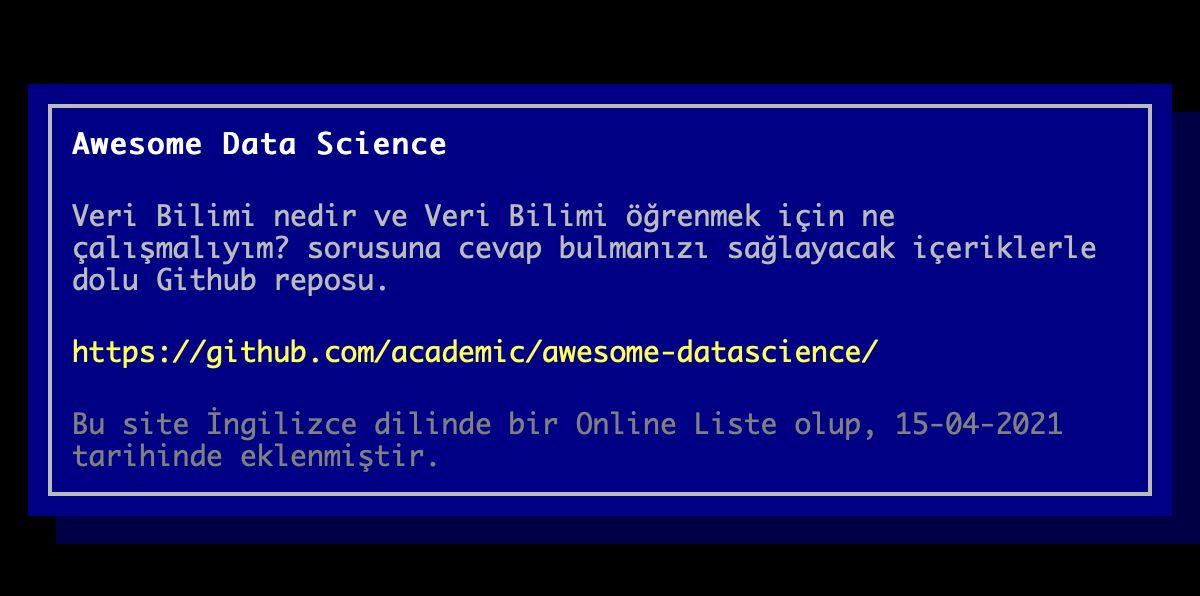 Awesome Data Science
Veri Bilimi nedir ve Veri Bilimi öğrenmek için ne
çalışmalıyım? sorusuna cevap bulmanızı sağlayacak içeriklerle
dolu Github reposu.
https://github.com/academic/awesome-datascience/
Bu site İngilizce dilinde bir Online Liste olup, 15-04-2021
tarihinde eklenmiştir.